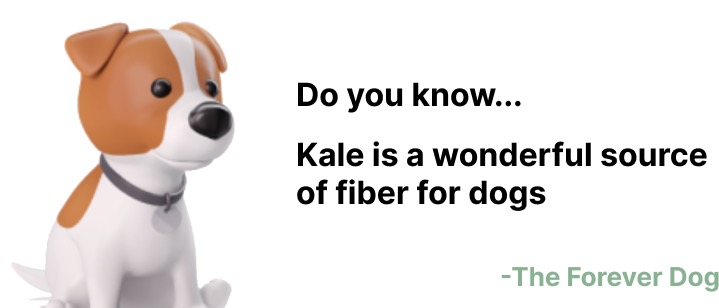 Do you know...
Kale is a wonderful source
of fiber for dogs
-The Forever Dog